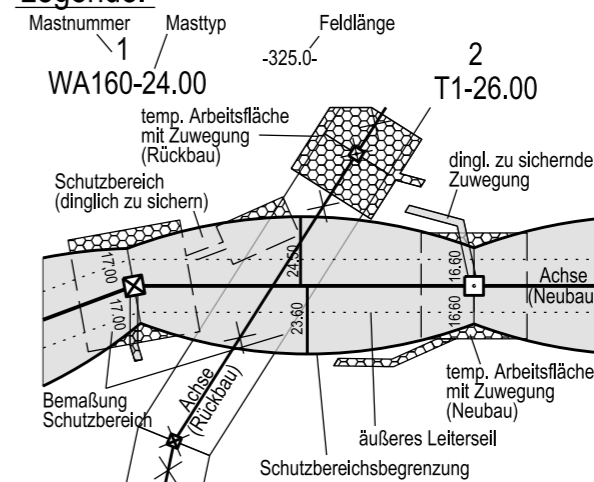 Legende:
Mastnummer Masttyp Feldlänge
1 2
WA160-24.00 -325.0- T1-26.00
temp. Arbeitsfläche
mit Zuwegung
(Rückbau)
dingl. zu sichernde
Zuwegung
Schutzbereich
(dinglich zu sichern)
17,00
17,00
24.50
23.60
16,60
16,60
Achse
(Neubau
Achse
(Rückbau)
Bemaßung
Schutzbereich
temp. Arbeitsfläche
mit Zuwegung
(Neubau)
äußeres Leiterseil
Schutzbereichsbegrenzung